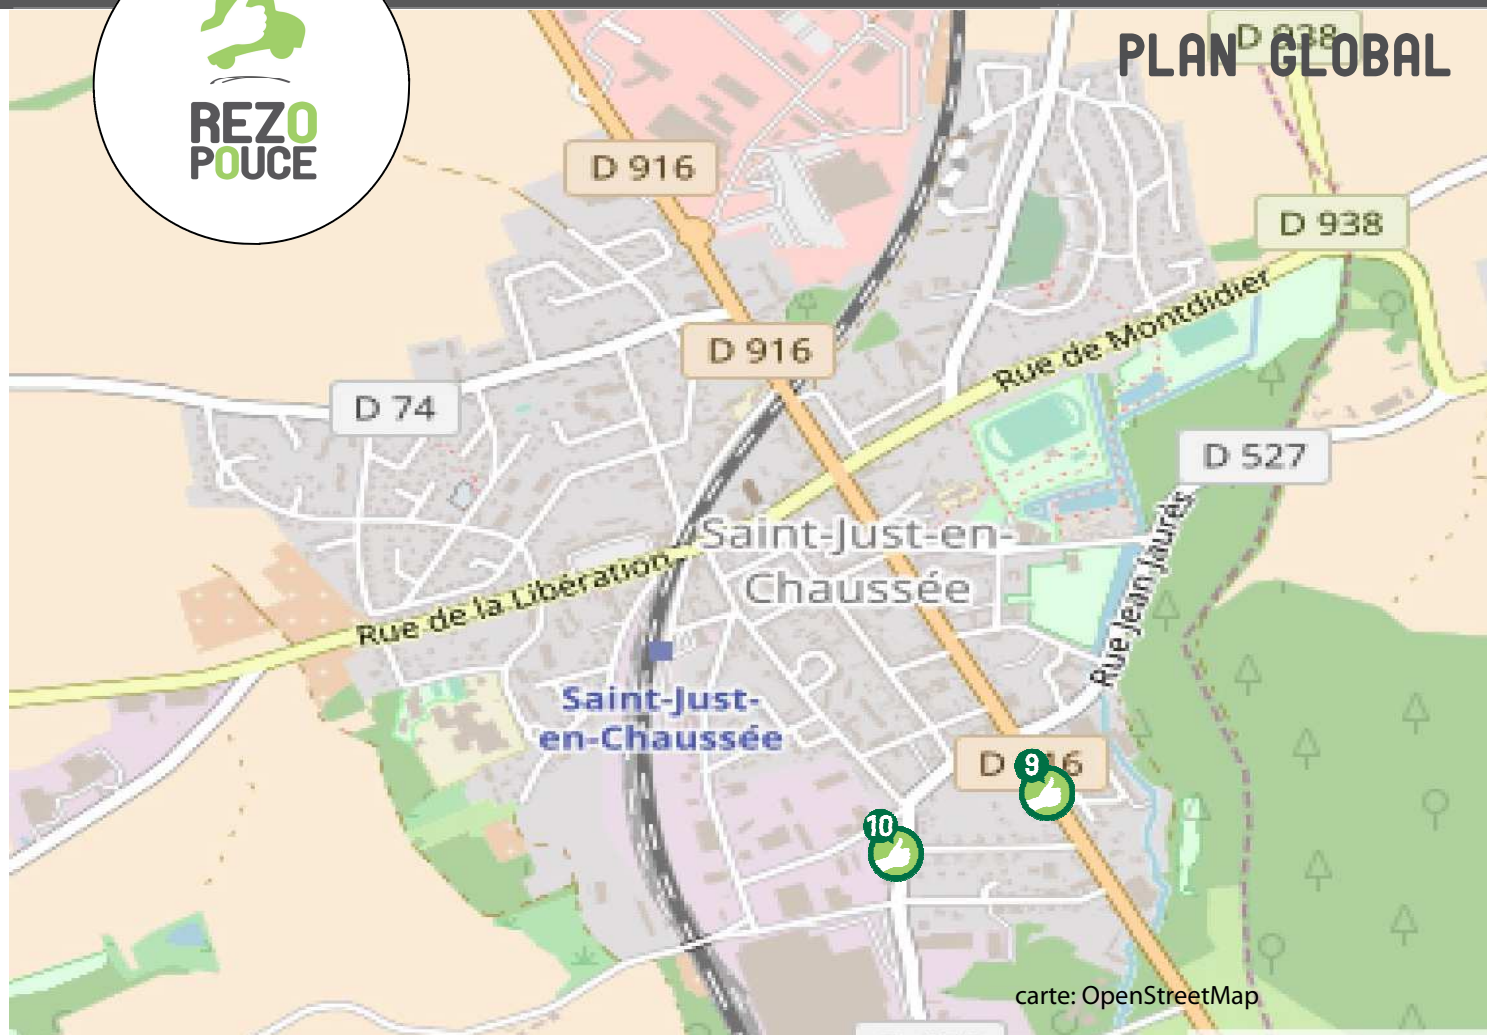 PLAN GLOBAL
REZO
POUCE
D 938
D 916
D 938
D 916
Rue de Montdidier
D 74
D 527
Saint-Just-en-
Chaussée
Rue de la Libération
Rue Jean Jaurès
Saint-Just-
en-Chaussée
9
10
carte: OpenStreetMap